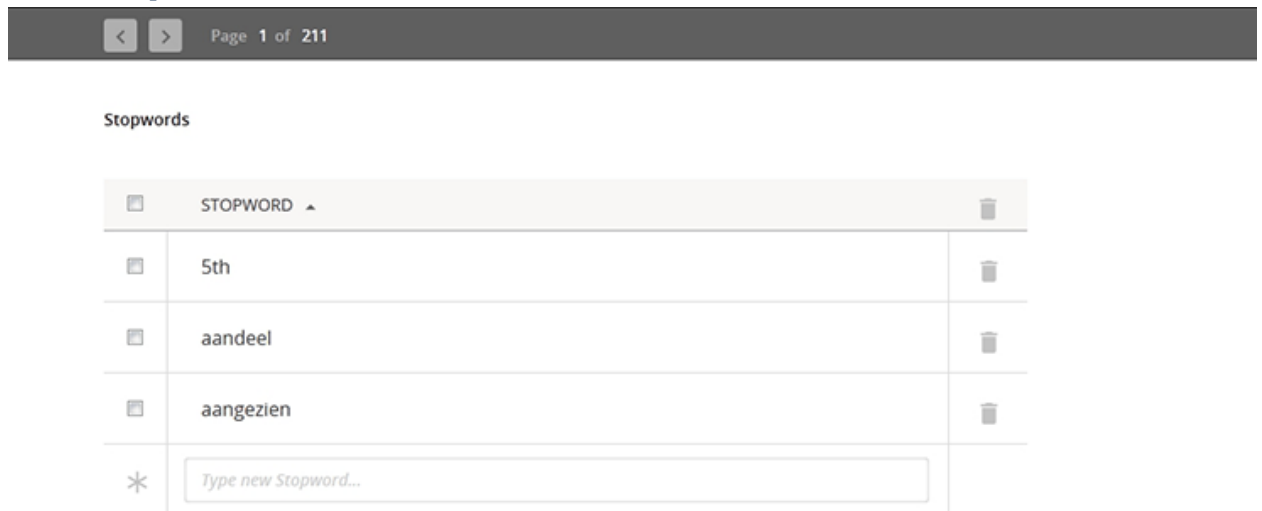 Page 1 of 211
Stopwords
STOPWORD
5th
aandeel
aangezien
Type new Stopword...